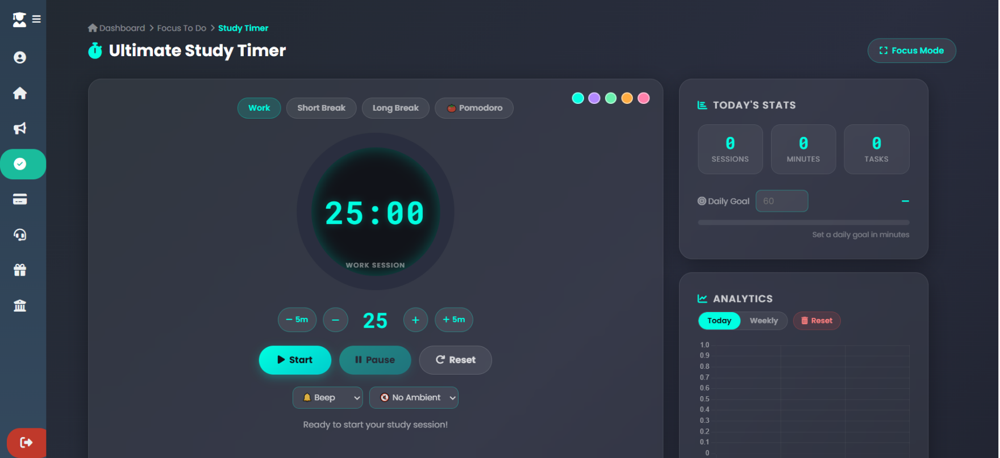 Dashboard > Focus To Do > Study Timer
Ultimate Study Timer
Focus Mode
Work
Short Break
Long Break
Pomodoro
25:00
WORK SESSION
− 5m
−
25
+
+ 5m
Start
Pause
Reset
Beep
No Ambient
Ready to start your study session!
TODAY'S STATS
0
SESSIONS
0
MINUTES
0
TASKS
Daily Goal
60
–
Set a daily goal in minutes
ANALYTICS
Today
Weekly
Reset
1.0
0.9
0.8
0.7
0.6
0.5
0.4
0.3
0.2
0.1
0